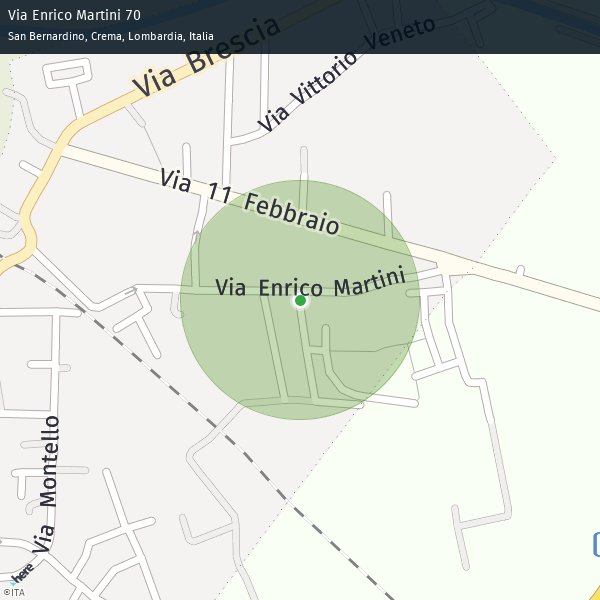 Via Enrico Martini 70
San Bernardino, Crema, Lombardia, Italia
Via Brescia
Via Vittorio Veneto
Via 11 Febbraio
Via Enrico Martini
Via Montello
here
©ITA